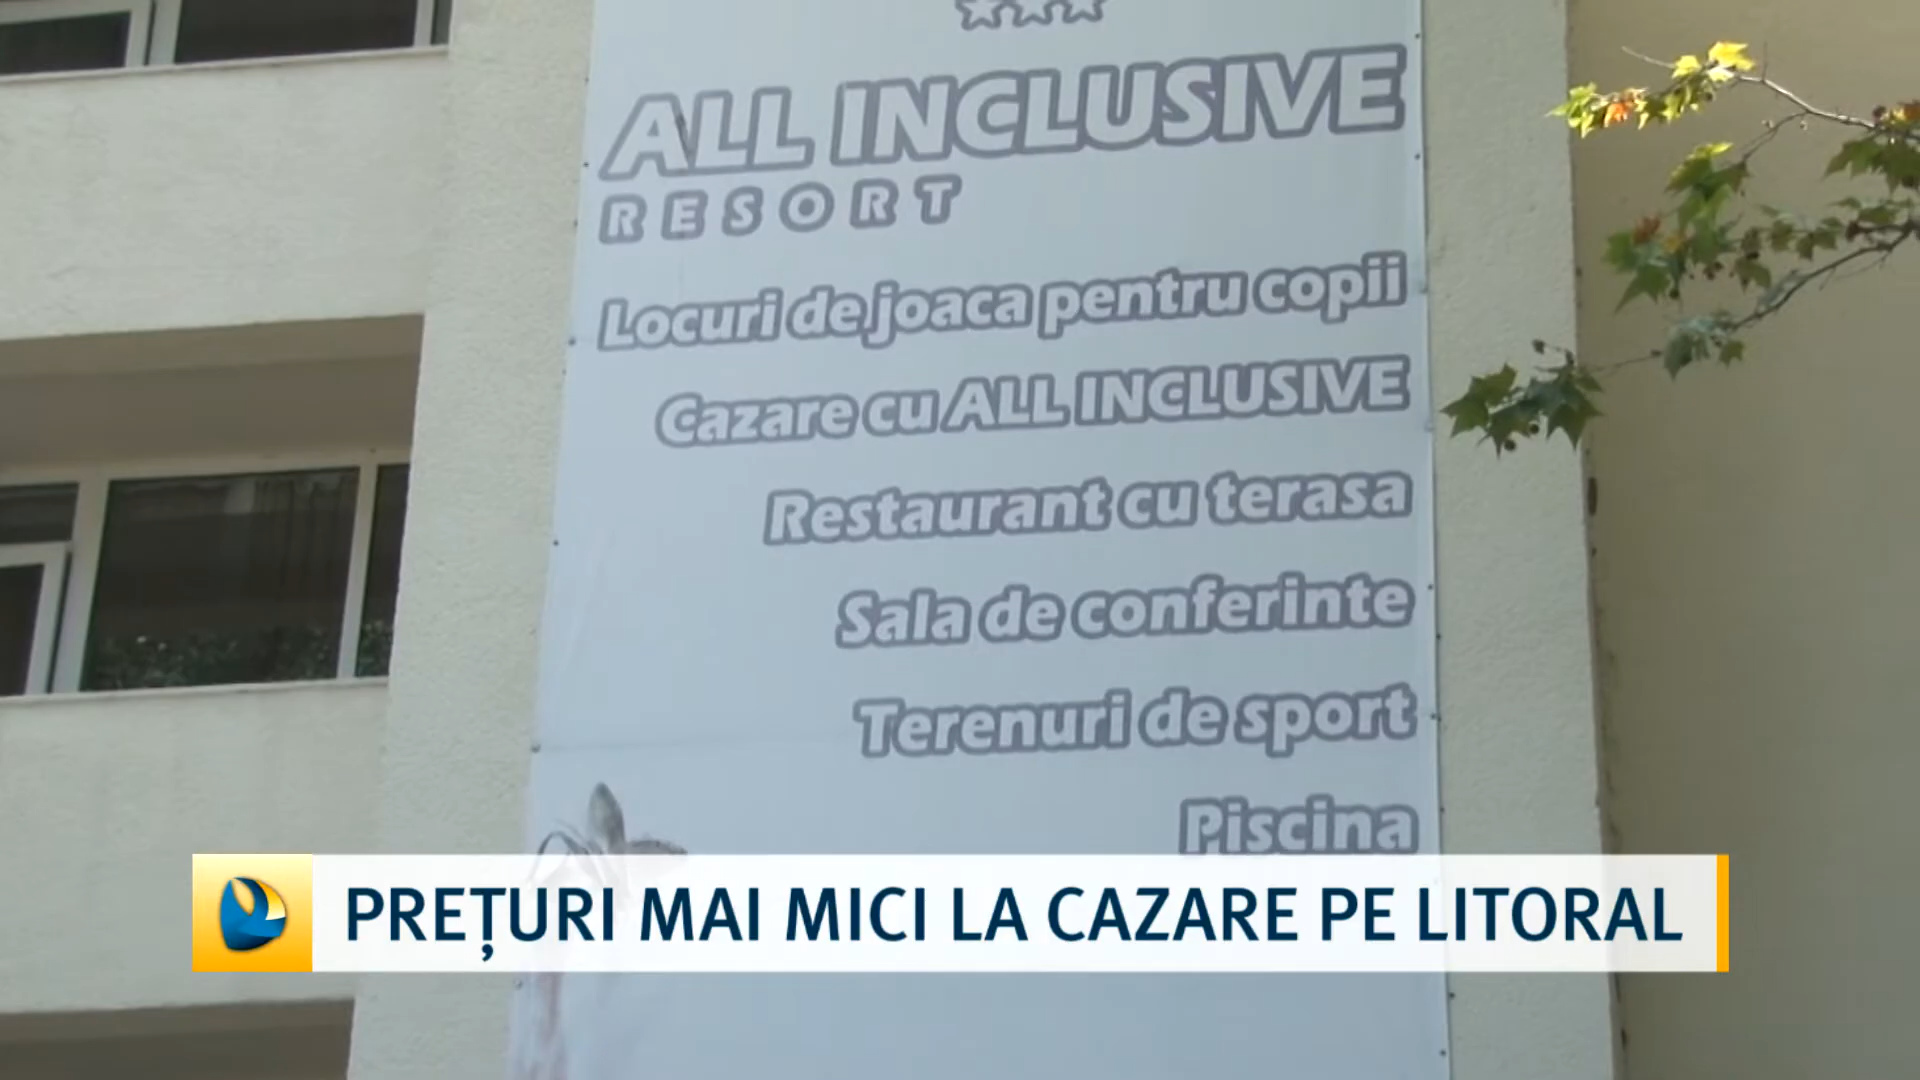 ALL INCLUSIVE
RESORT
Locuri de joaca pentru copii
Cazare cu ALL INCLUSIVE
Restaurant cu terasa
Sala de conferinte
Terenuri de sport
Piscina
PREȚURI MAI MICI LA CAZARE PE LITORAL